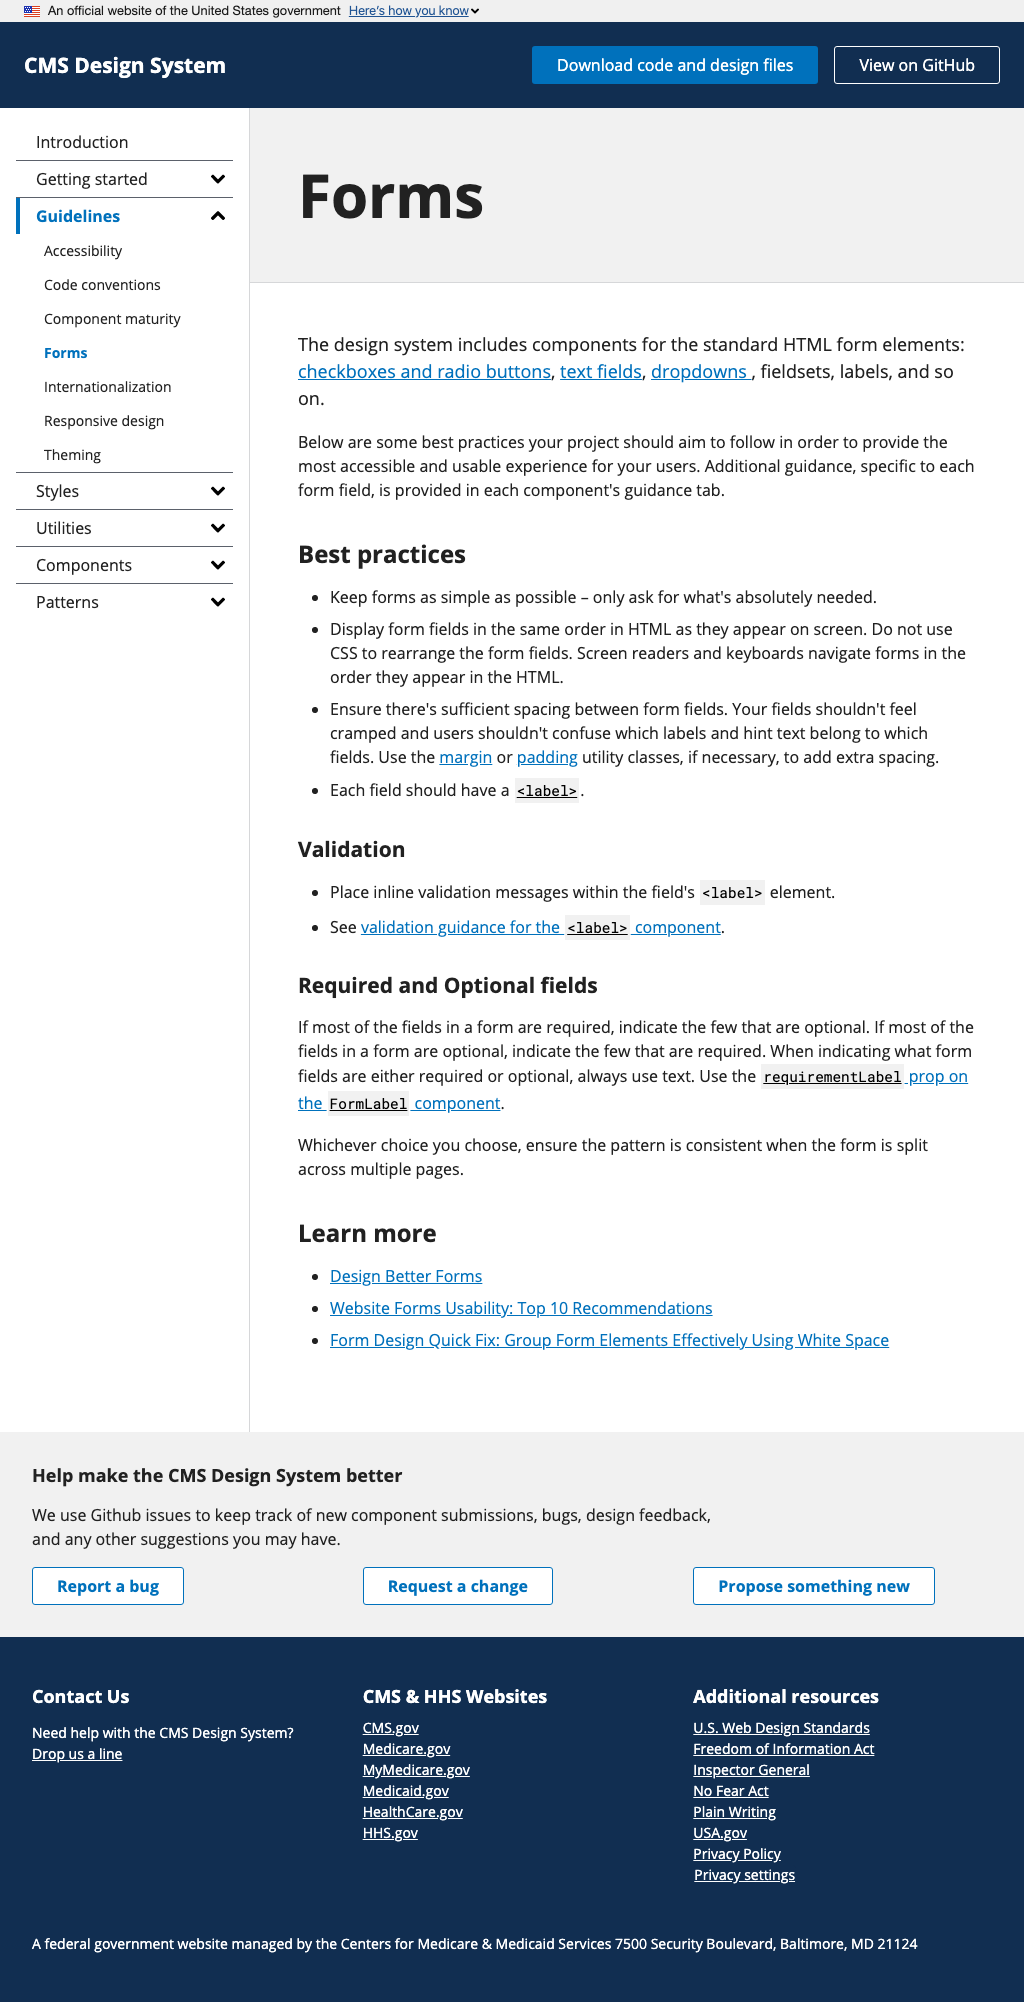 An official website of the United States government Here's how you know
CMS Design System
Download code and design files
View on GitHub
Introduction
Getting started
Guidelines
Accessibility
Code conventions
Component maturity
Forms
Internationalization
Responsive design
Theming
Styles
Utilities
Components
Patterns
Forms
The design system includes components for the standard HTML form elements:
checkboxes and radio buttons, text fields, dropdowns , fieldsets, labels, and so
on.
Below are some best practices your project should aim to follow in order to provide the
most accessible and usable experience for your users. Additional guidance, specific to each
form field, is provided in each component's guidance tab.
Best practices
• Keep forms as simple as possible – only ask for what's absolutely needed.
• Display form fields in the same order in HTML as they appear on screen. Do not use
CSS to rearrange the form fields. Screen readers and keyboards navigate forms in the
order they appear in the HTML.
• Ensure there's sufficient spacing between form fields. Your fields shouldn't feel
cramped and users shouldn't confuse which labels and hint text belong to which
fields. Use the margin or padding utility classes, if necessary, to add extra spacing.
• Each field should have a <label>.
Validation
• Place inline validation messages within the field's <label> element.
• See validation guidance for the <label> component.
Required and Optional fields
If most of the fields in a form are required, indicate the few that are optional. If most of the
fields in a form are optional, indicate the few that are required. When indicating what form
fields are either required or optional, always use text. Use the requirementLabel prop on
the FormLabel component.
Whichever choice you choose, ensure the pattern is consistent when the form is split
across multiple pages.
Learn more
• Design Better Forms
• Website Forms Usability: Top 10 Recommendations
• Form Design Quick Fix: Group Form Elements Effectively Using White Space
Help make the CMS Design System better
We use Github issues to keep track of new component submissions, bugs, design feedback,
and any other suggestions you may have.
Report a bug
Request a change
Propose something new
Contact Us
Need help with the CMS Design System?
Drop us a line
CMS & HHS Websites
CMS.gov
Medicare.gov
MyMedicare.gov
Medicaid.gov
HealthCare.gov
HHS.gov
Additional resources
U.S. Web Design Standards
Freedom of Information Act
Inspector General
No Fear Act
Plain Writing
USA.gov
Privacy Policy
Privacy settings
A federal government website managed by the Centers for Medicare & Medicaid Services 7500 Security Boulevard, Baltimore, MD 21124